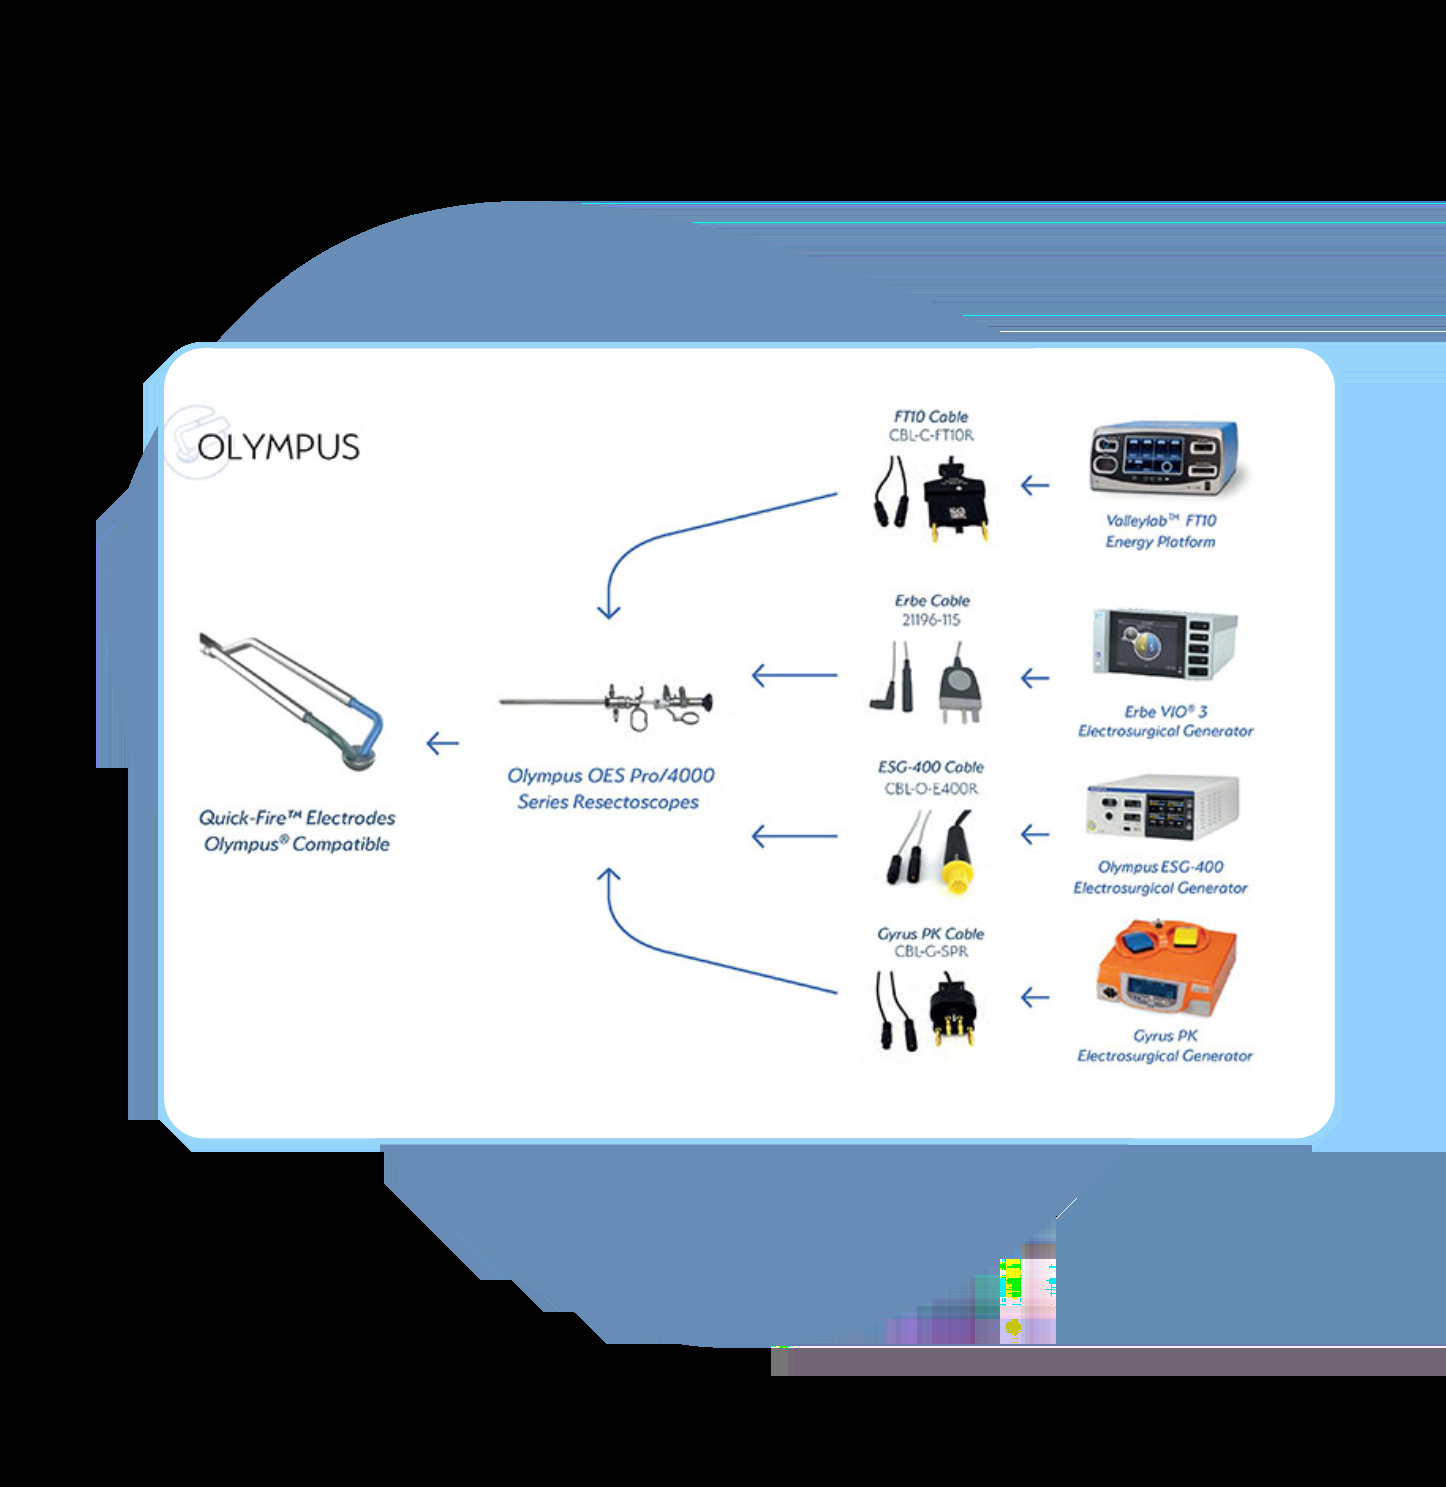 OLYMPUS
FT10 Cable
CBL-C-FT10R
Valleylab™ FT10
Energy Platform
Erbe Cable
21196-115
Erbe VIO® 3
Electrosurgical Generator
Olympus OES Pro/4000
Series Resectoscopes
Quick-Fire™ Electrodes
Olympus® Compatible
ESG-400 Cable
CBL-O-E400R
Olympus ESG-400
Electrosurgical Generator
Gyrus PK Cable
CBL-G-SPR
Gyrus PK
Electrosurgical Generator